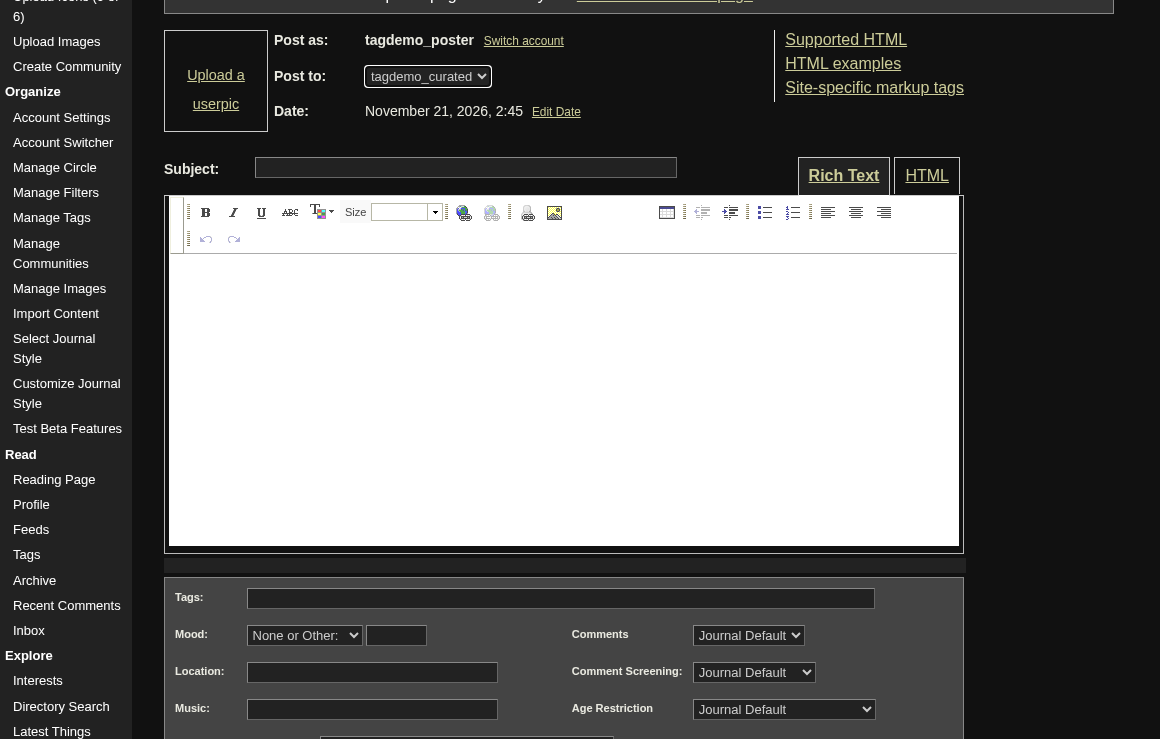 6)
Upload Images
Create Community
Organize
Account Settings
Account Switcher
Manage Circle
Manage Filters
Manage Tags
Manage
Communities
Manage Images
Import Content
Select Journal
Style
Customize Journal
Style
Test Beta Features
Read
Reading Page
Profile
Feeds
Tags
Archive
Recent Comments
Inbox
Explore
Interests
Directory Search
Latest Things
Upload a
userpic
Post as: tagdemo_poster Switch account
Post to: tagdemo_curated
Date: November 21, 2026, 2:45 Edit Date
Supported HTML
HTML examples
Site-specific markup tags
Subject:
Rich Text HTML
B I U ABC T Size
Tags:
Mood: None or Other: Comments Journal Default
Location: Comment Screening: Journal Default
Music: Age Restriction Journal Default